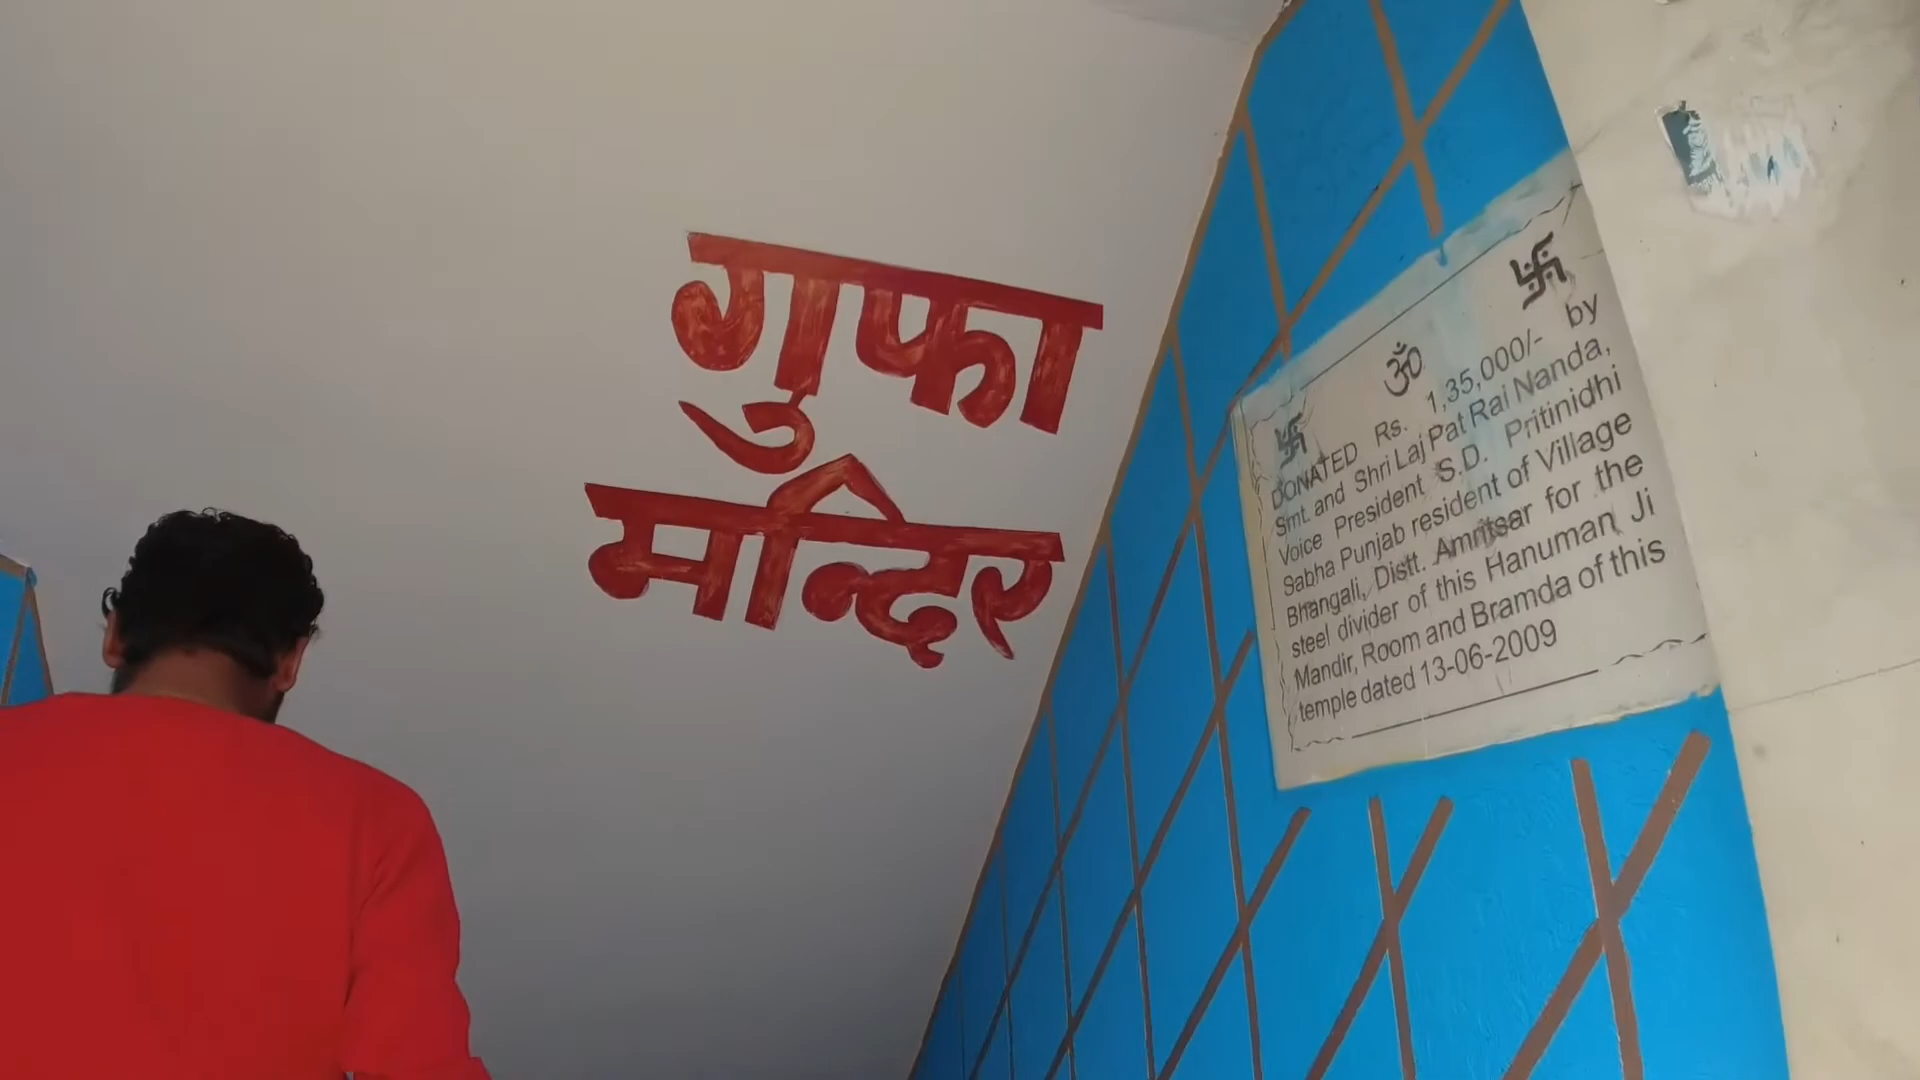 गुफा
मन्दिर
ॐ
DONATED Rs. 1,35,000/- by
Smt. and Shri Laj Pat Rai Nanda,
Voice President S.D. Pritinidhi
Sabha Punjab resident of Village
Bhangali, Distt. Amritsar for the
steel divider of this Hanuman Ji
Mandir, Room and Bramda of this
temple dated 13-06-2009